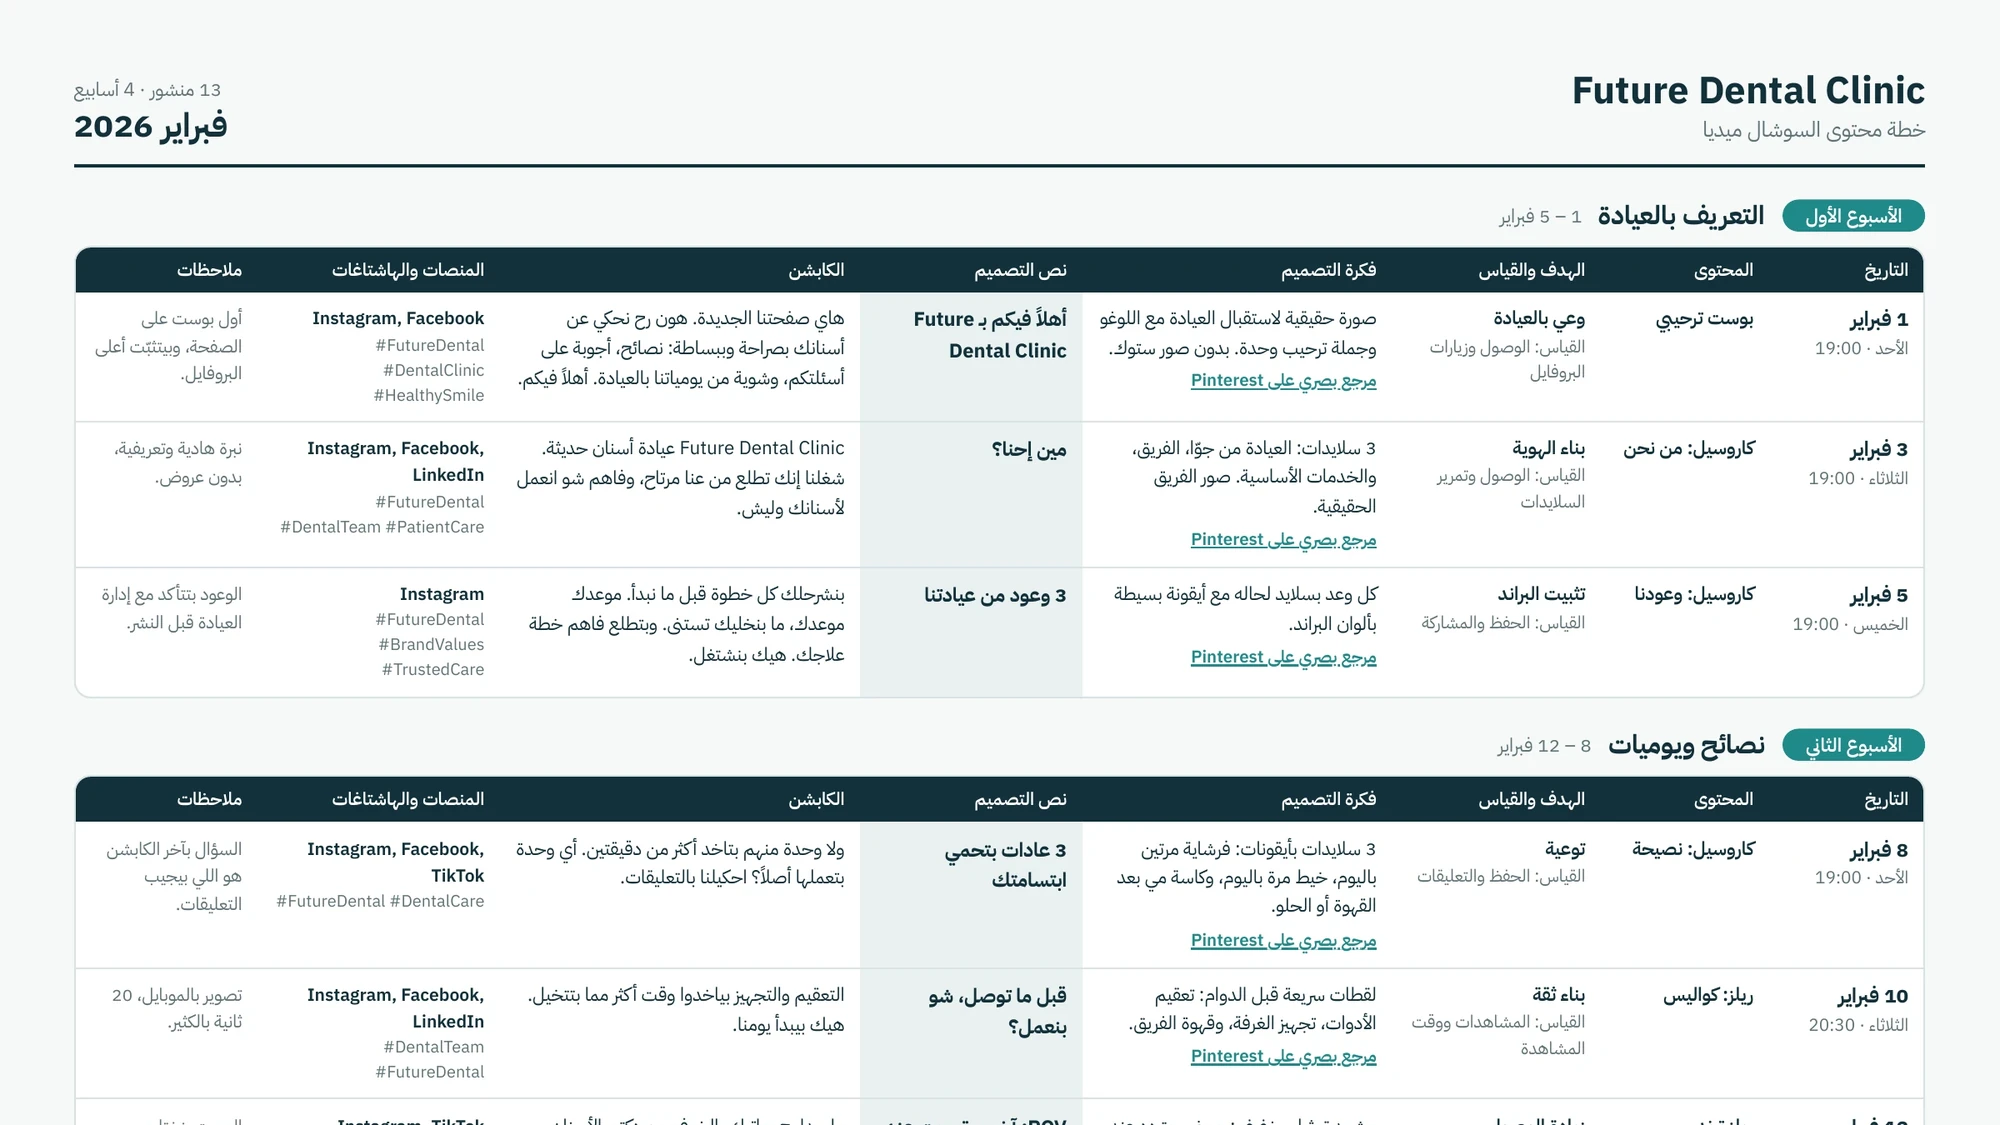 Future Dental Clinic
خطة محتوى السوشال ميديا
13 منشور · 4 أسابيع
فبراير 2026
الأسبوع الأول
التعريف بالعيادة
1 – 5 فبراير
التاريخ
المحتوى
الهدف والقياس
فكرة التصميم
نص التصميم
الكابشن
المنصات والهاشتاغات
ملاحظات
1 فبراير
الأحد · 19:00
بوست ترحيبي
وعي بالعيادة
القياس: الوصول وزيارات
البروفايل
صورة حقيقية لاستقبال العيادة مع اللوغو
وجملة ترحيب وحدة. بدون صور ستوك.
مرجع بصري على Pinterest
أهلاً فيكم بـ Future
Dental Clinic
هاي صفحتنا الجديدة. هون رح نحكي عن
أسنانك بصراحة وببساطة: نصائح، أجوبة على
أسئلتكم، وشوية من يومياتنا بالعيادة. أهلاً فيكم.
Instagram, Facebook
#FutureDental
#DentalClinic
#HealthySmile
أول بوست على
الصفحة، وبيتثبّت أعلى
البروفايل.
3 فبراير
الثلاثاء · 19:00
كاروسيل: من نحن
بناء الهوية
القياس: الوصول وتمرير
السلايدات
3 سلايدات: العيادة من جوّا، الفريق،
والخدمات الأساسية. صور الفريق
الحقيقية.
مرجع بصري على Pinterest
مين إحنا؟
Future Dental Clinic عيادة أسنان حديثة.
شغلنا إنك تطلع من عنا مرتاح، وفاهم شو انعمل
لأسنانك وليش.
Instagram, Facebook,
LinkedIn
#FutureDental
#DentalTeam #PatientCare
نبرة هادية وتعريفية،
بدون عروض.
5 فبراير
الخميس · 19:00
كاروسيل: وعودنا
تثبيت البراند
القياس: الحفظ والمشاركة
كل وعد بسلايد لحاله مع أيقونة بسيطة
بألوان البراند.
مرجع بصري على Pinterest
3 وعود من عيادتنا
بنشرحلك كل خطوة قبل ما نبدأ. موعدك
موعدك، ما بنخليك تستنى. وبتطلع فاهم خطة
علاجك. هيك بنشتغل.
Instagram
#FutureDental
#BrandValues
#TrustedCare
الوعود بتتأكد مع إدارة
العيادة قبل النشر.
الأسبوع الثاني
نصائح ويوميات
8 – 12 فبراير
التاريخ
المحتوى
الهدف والقياس
فكرة التصميم
نص التصميم
الكابشن
المنصات والهاشتاغات
ملاحظات
8 فبراير
الأحد · 19:00
كاروسيل: نصيحة
توعية
القياس: الحفظ والتعليقات
3 سلايدات بأيقونات: فرشاية مرتين
باليوم، خيط مرة باليوم، وكاسة مي بعد
القهوة أو الحلو.
مرجع بصري على Pinterest
3 عادات بتحمي
ابتسامتك
ولا وحدة منهم بتاخد أكثر من دقيقتين. أي وحدة
بتعملها أصلاً؟ احكيلنا بالتعليقات.
Instagram, Facebook,
TikTok
#FutureDental #DentalCare
السؤال بآخر الكابشن
هو اللي بيجيب
التعليقات.
10 فبراير
الثلاثاء · 20:30
ريلز: كواليس
بناء ثقة
القياس: المشاهدات ووقت
المشاهدة
لقطات سريعة قبل الدوام: تعقيم
الأدوات، تجهيز الغرفة، وقهوة الفريق.
مرجع بصري على Pinterest
قبل ما توصل، شو
بنعمل؟
التعقيم والتجهيز بياخدوا وقت أكثر مما بتتخيل.
هيك بيبدأ يومنا.
Instagram, Facebook,
LinkedIn
#DentalTeam
#FutureDental
تصوير بالموبايل، 20
ثانية بالكثير.
Instagram, TikTok